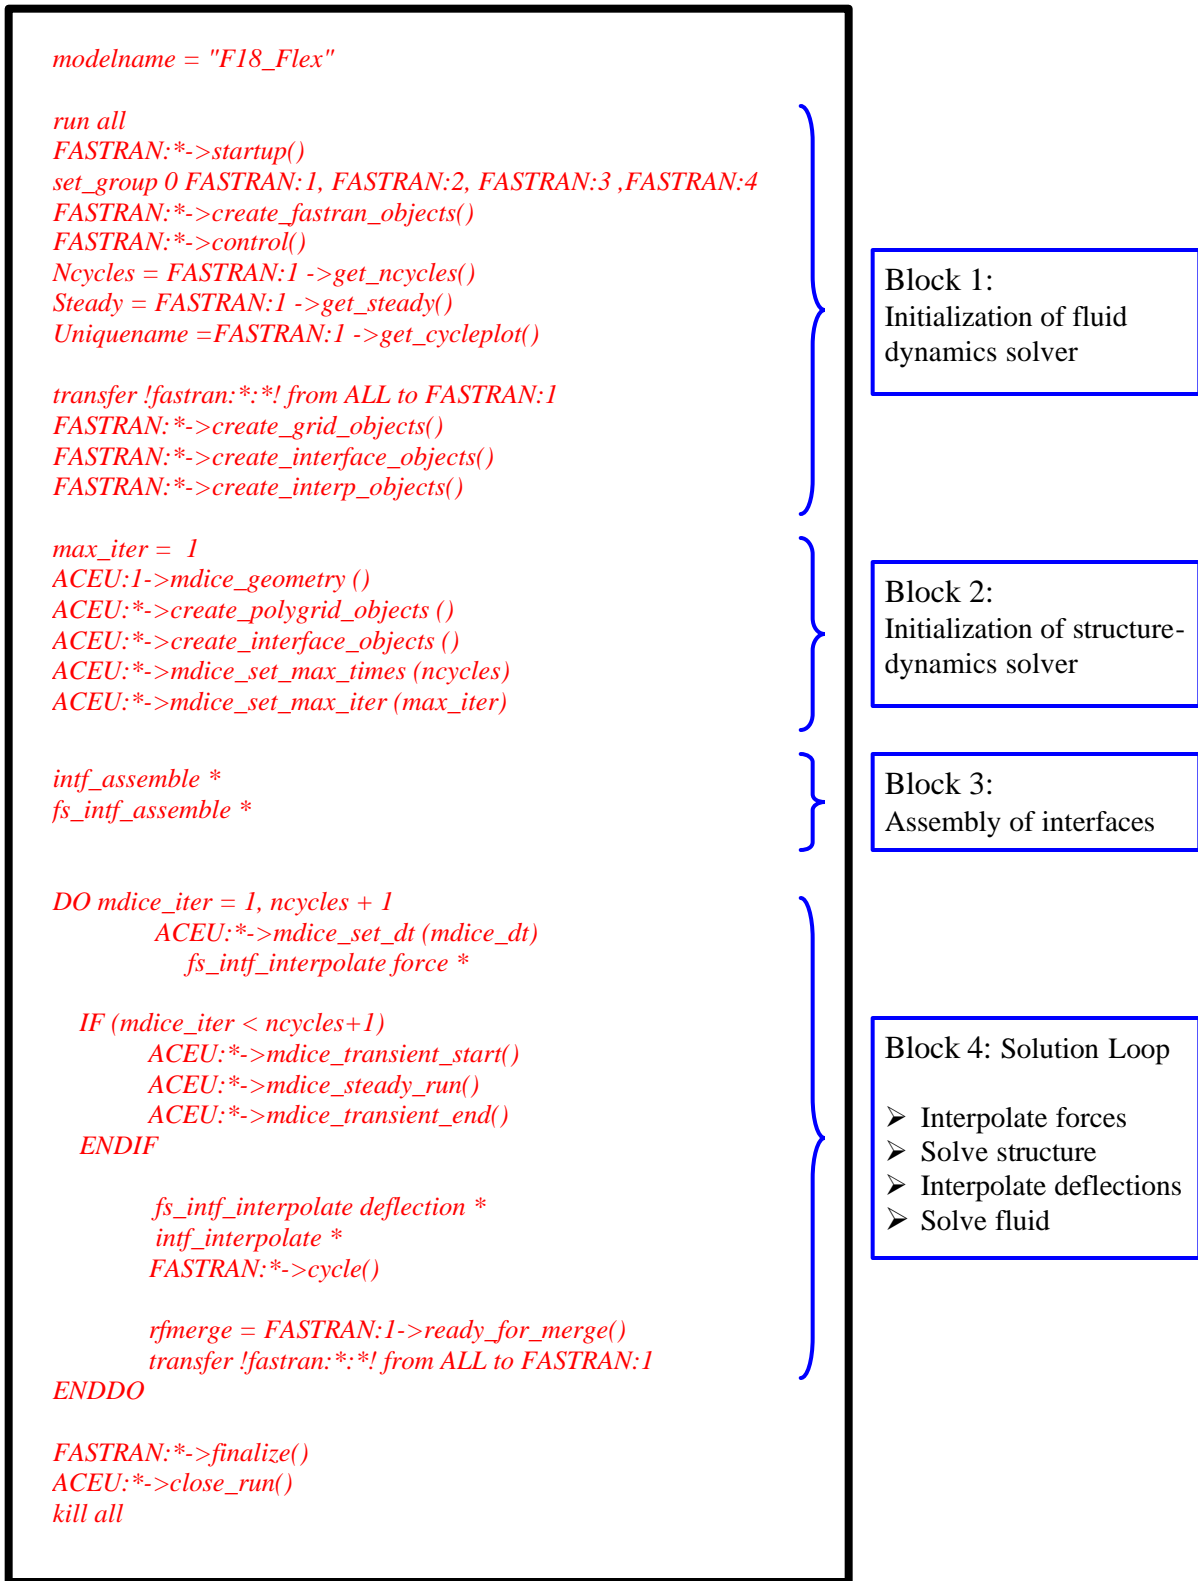 modelname = "F18_Flex"
run all
FASTRAN:*->startup()
set_group 0 FASTRAN:1, FASTRAN:2, FASTRAN:3 ,FASTRAN:4
FASTRAN:*->create_fastran_objects()
FASTRAN:*->control()
Ncycles = FASTRAN:1 ->get_ncycles()
Steady = FASTRAN:1 ->get_steady()
Uniquename =FASTRAN:1 ->get_cycleplot()
transfer !fastran:*:*! from ALL to FASTRAN:1
FASTRAN:*->create_grid_objects()
FASTRAN:*->create_interface_objects()
FASTRAN:*->create_interp_objects()
Block 1:
Initialization of fluid
dynamics solver
max_iter =  1
ACEU:1->mdice_geometry ()
ACEU:*->create_polygrid_objects ()
ACEU:*->create_interface_objects ()
ACEU:*->mdice_set_max_times (ncycles)
ACEU:*->mdice_set_max_iter (max_iter)
Block 2:
Initialization of structure-
dynamics solver
intf_assemble *
fs_intf_assemble *
Block 3:
Assembly of interfaces
DO mdice_iter = 1, ncycles + 1
ACEU:*->mdice_set_dt (mdice_dt)
fs_intf_interpolate force *
IF (mdice_iter < ncycles+1)
ACEU:*->mdice_transient_start()
ACEU:*->mdice_steady_run()
ACEU:*->mdice_transient_end()
ENDIF
fs_intf_interpolate deflection *
intf_interpolate *
FASTRAN:*->cycle()
rfmerge = FASTRAN:1->ready_for_merge()
transfer !fastran:*:*! from ALL to FASTRAN:1
ENDDO
Block 4: Solution Loop
➢ Interpolate forces
➢ Solve structure
➢ Interpolate deflections
➢ Solve fluid
FASTRAN:*->finalize()
ACEU:*->close_run()
kill all